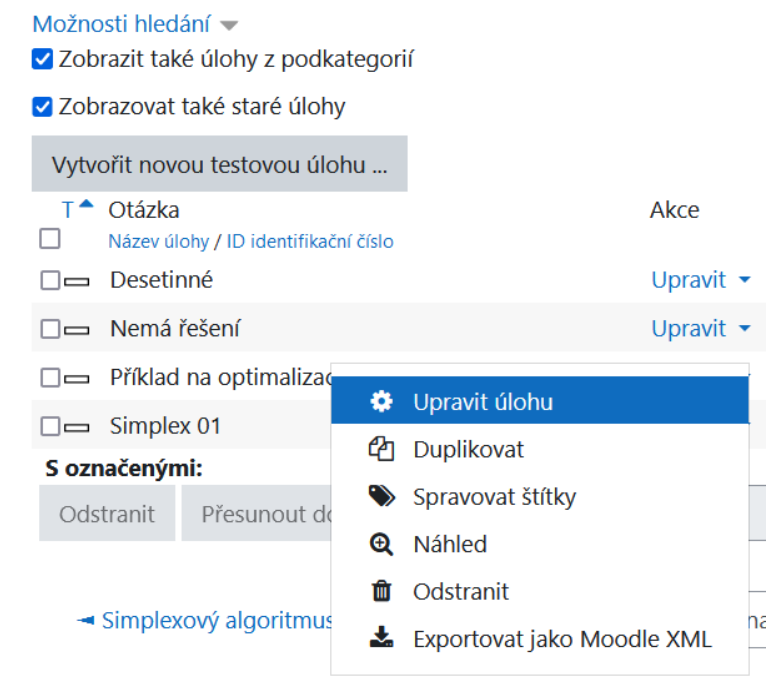 Možnosti hledání
Zobrazit také úlohy z podkategorií
Zobrazovat také staré úlohy
Vytvořit novou testovou úlohu ...
T Otázka Akce
Název úlohy / ID identifikační číslo
Desetinné Upravit
Nemá řešení Upravit
Příklad na
Simplex 01
S označenými:
Odstranit Přesunout
Simplexový algoritmus
Upravit úlohu
Duplikovat
Spravovat štítky
Náhled
Odstranit
Exportovat jako Moodle XML